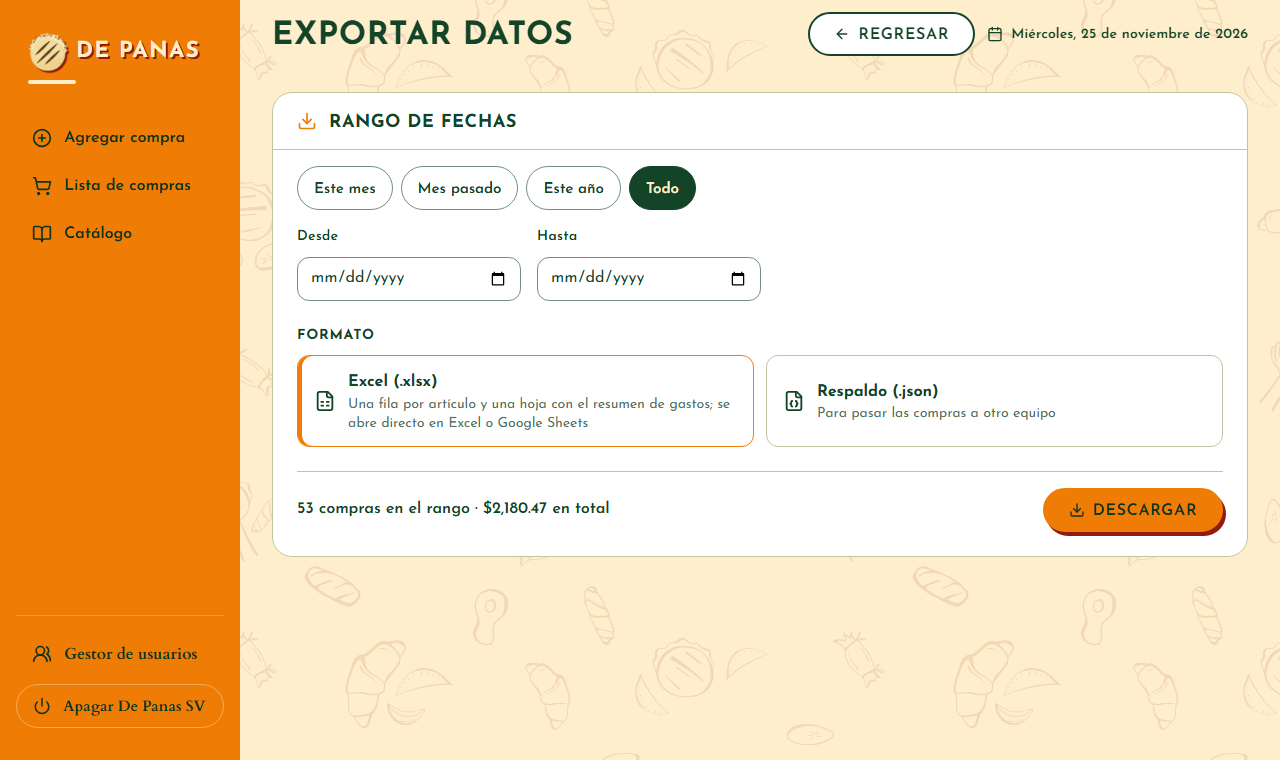 DE PANAS
Agregar compra
Lista de compras
Catálogo
Gestor de usuarios
Apagar De Panas SV
EXPORTAR DATOS
REGRESAR
Miércoles, 25 de noviembre de 2026
RANGO DE FECHAS
Este mes
Mes pasado
Este año
Todo
Desde
Hasta
mm/dd/yyyy
mm/dd/yyyy
FORMATO
Excel (.xlsx)
Una fila por artículo y una hoja con el resumen de gastos; se
abre directo en Excel o Google Sheets
Respaldo (.json)
Para pasar las compras a otro equipo
53 compras en el rango · $2,180.47 en total
DESCARGAR